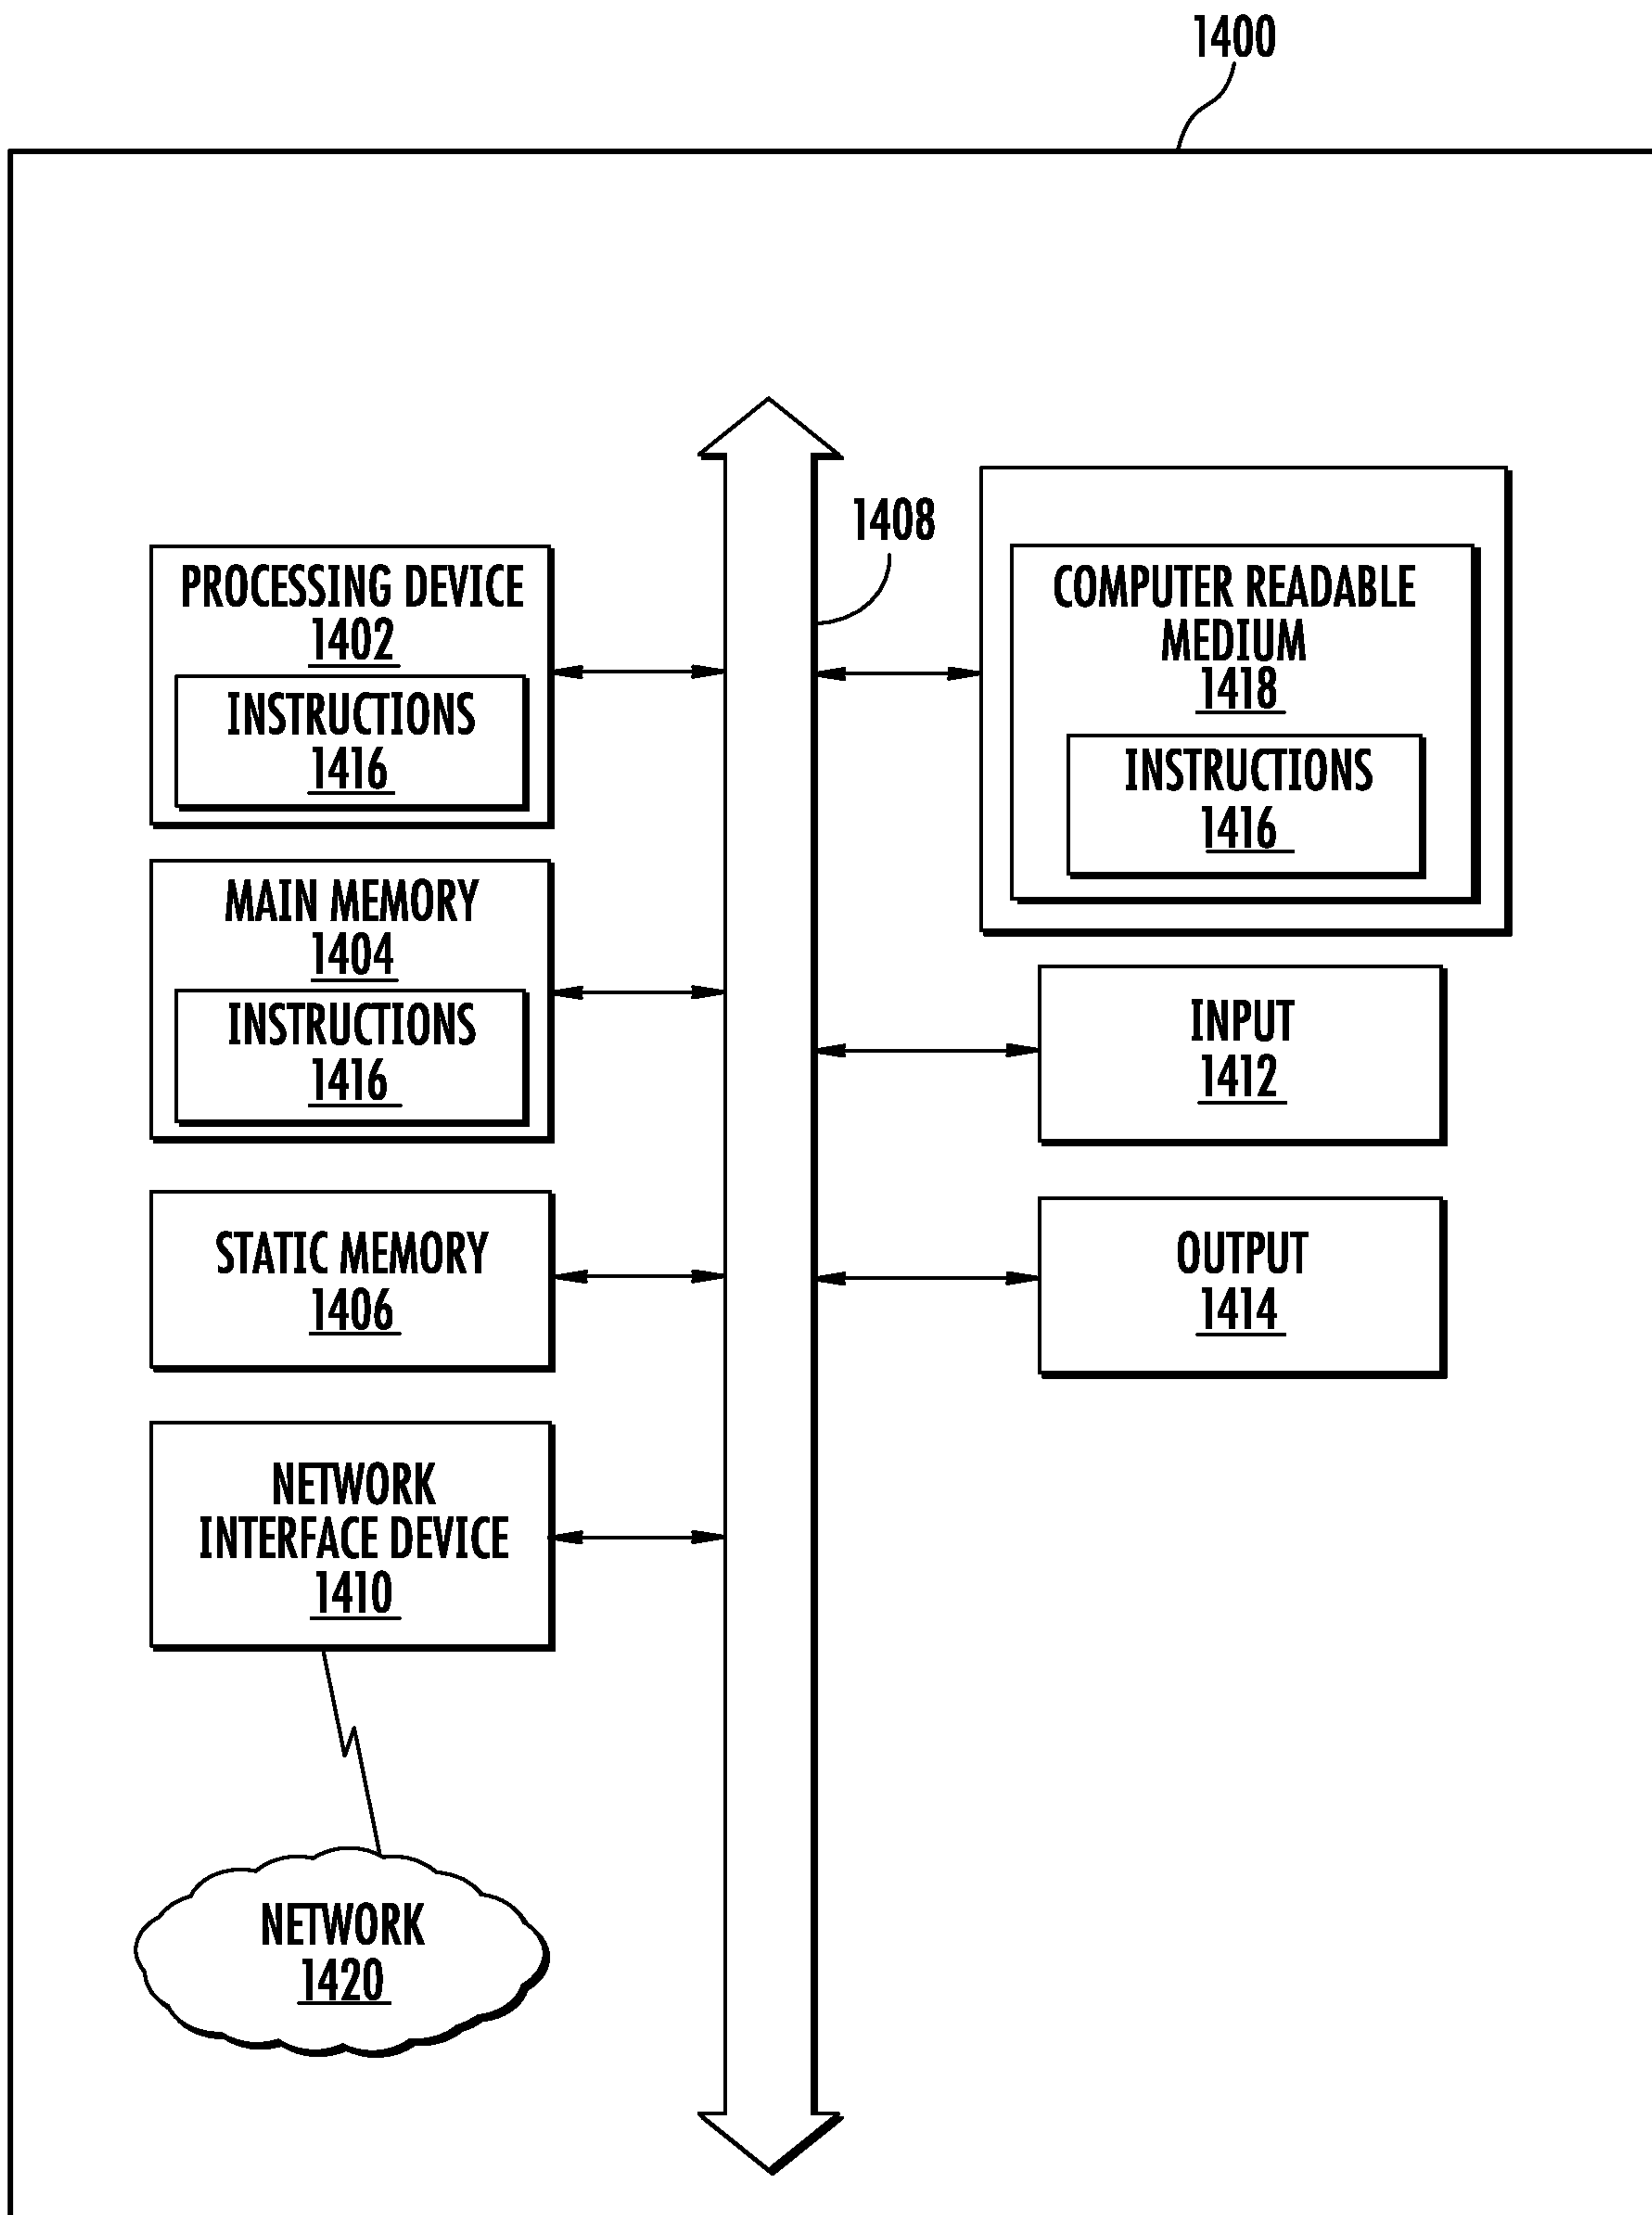 1400
1408
PROCESSING DEVICE
1402
INSTRUCTIONS
1416
MAIN MEMORY
1404
INSTRUCTIONS
1416
STATIC MEMORY
1406
NETWORK
INTERFACE DEVICE
1410
NETWORK
1420
COMPUTER READABLE
MEDIUM
1418
INSTRUCTIONS
1416
INPUT
1412
OUTPUT
1414